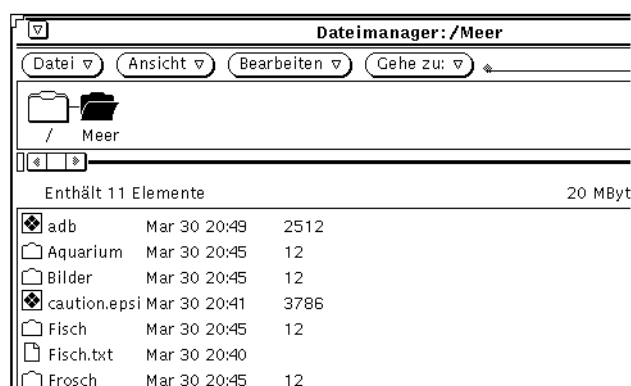 Dateimanager: /Meer
Datei Ansicht Bearbeiten Gehe zu:
/ Meer
Enthält 11 Elemente 20 MByt
adb Mar 30 20:49 2512
Aquarium Mar 30 20:45 12
Bilder Mar 30 20:45 12
caution.epsi Mar 30 20:41 3786
Fisch Mar 30 20:45 12
Fisch.txt Mar 30 20:40
Frosch Mar 30 20:45 12